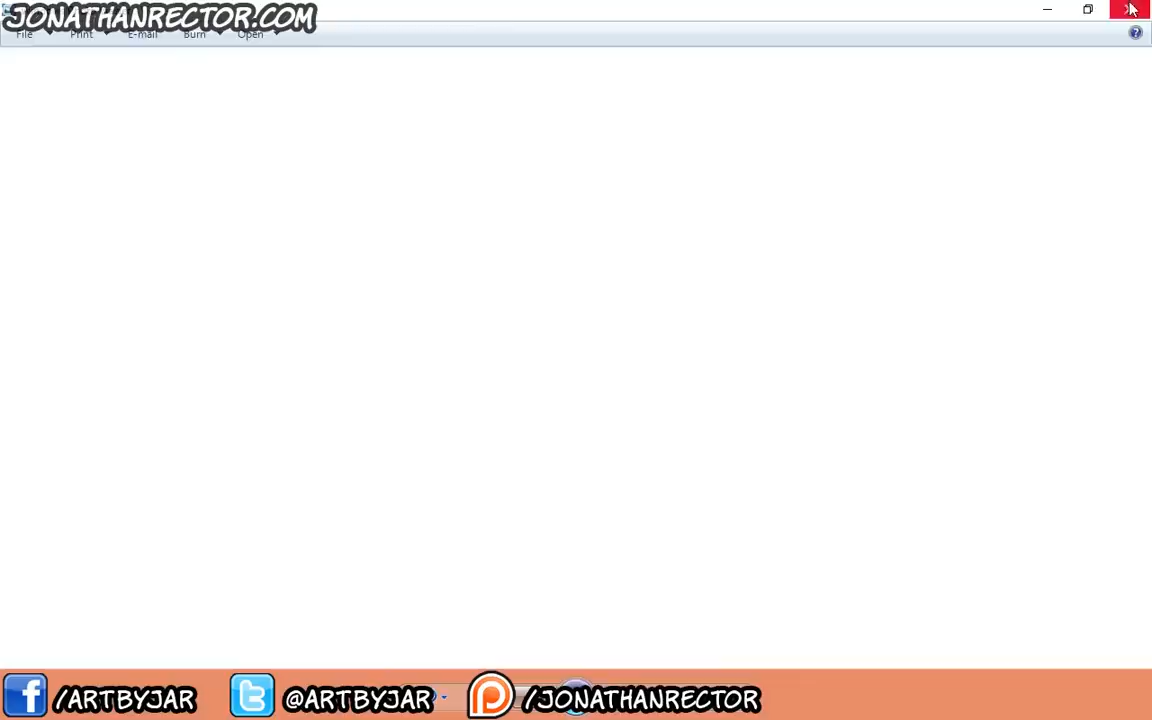 JONATHANRECTOR.COM
File Print E-mail Burn Open
/ARTBYJAR @ARTBYJAR /JONATHANRECTOR